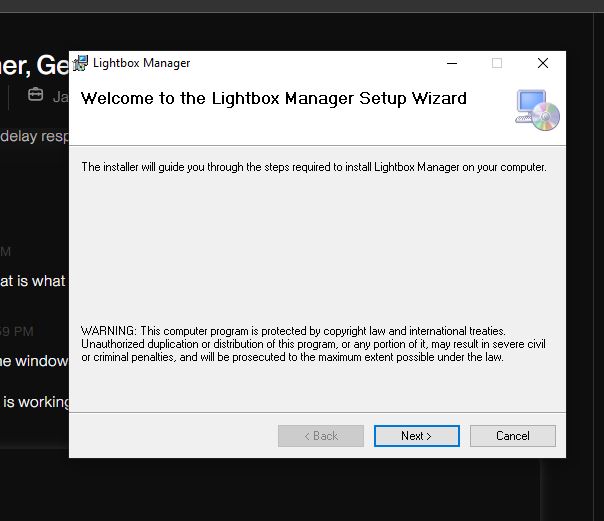 er, Ge
Ja
delay resp
M
at is what
59 PM
ne window
is working
Lightbox Manager
Welcome to the Lightbox Manager Setup Wizard
The installer will guide you through the steps required to install Lightbox Manager on your computer.
WARNING: This computer program is protected by copyright law and international treaties.
Unauthorized duplication or distribution of this program, or any portion of it, may result in severe civil
or criminal penalties, and will be prosecuted to the maximum extent possible under the law.
< Back
Next >
Cancel